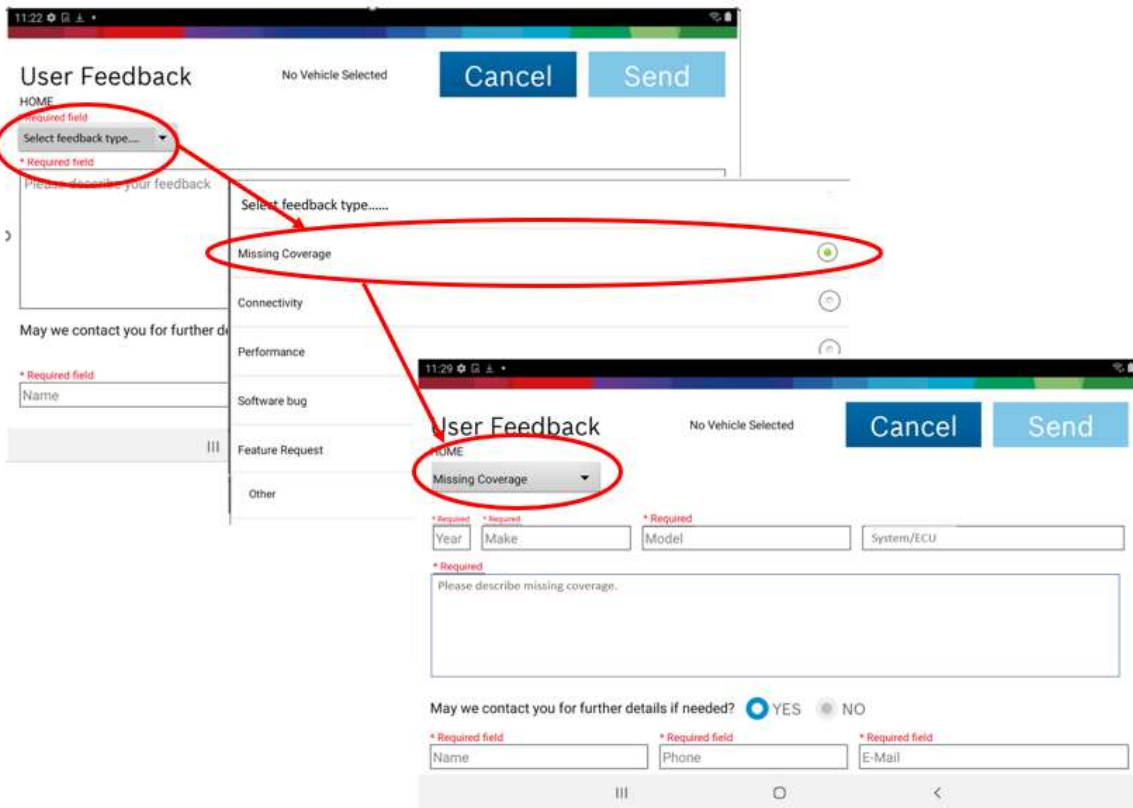 11:22
User Feedback
No Vehicle Selected
Cancel
Send
HOME
* Required field
Select feedback type....
* Required field
Please describe your feedback
May we contact you for further de
* Required field
Name
Select feedback type......
Missing Coverage
Connectivity
Performance
Software bug
Feature Request
Other
11:29
User Feedback
No Vehicle Selected
Cancel
Send
HOME
Missing Coverage
* Required
* Required
* Required
Year
Make
Model
System/ECU
* Required
Please describe missing coverage.
May we contact you for further details if needed?
YES
NO
* Required field
* Required field
* Required field
Name
Phone
E-Mail